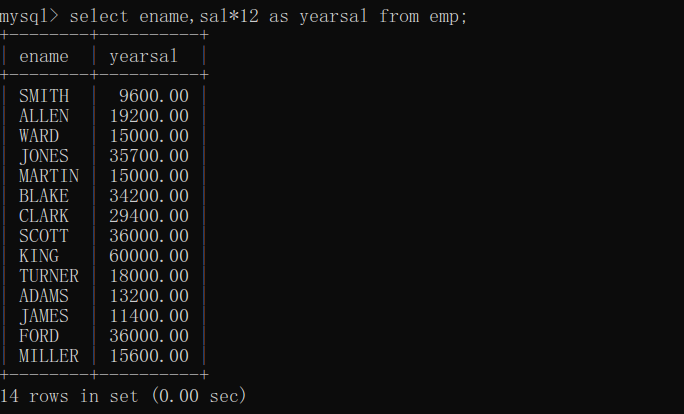 mysql> select ename,sal*12 as yearsal from emp;
+--------+----------+
| ename  | yearsal  |
+--------+----------+
| SMITH  |  9600.00 |
| ALLEN  | 19200.00 |
| WARD   | 15000.00 |
| JONES  | 35700.00 |
| MARTIN | 15000.00 |
| BLAKE  | 34200.00 |
| CLARK  | 29400.00 |
| SCOTT  | 36000.00 |
| KING   | 60000.00 |
| TURNER | 18000.00 |
| ADAMS  | 13200.00 |
| JAMES  | 11400.00 |
| FORD   | 36000.00 |
| MILLER | 15600.00 |
+--------+----------+
14 rows in set (0.00 sec)